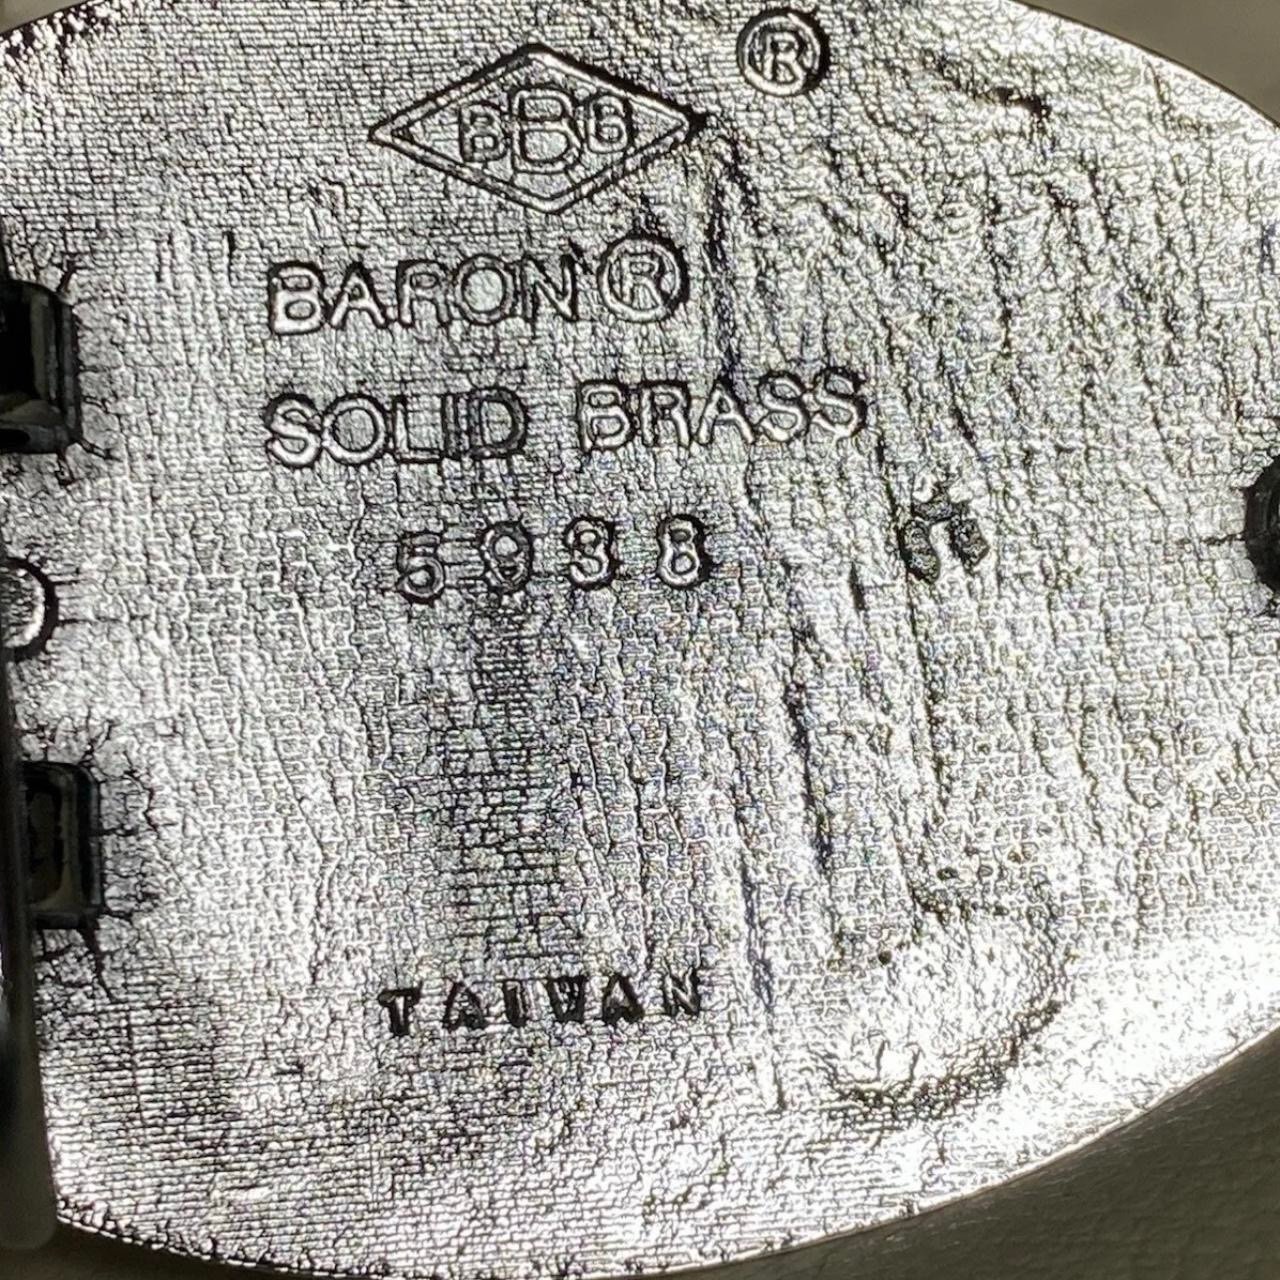 ®
BBB
BARON®
SOLID BRASS
5938
TAIWAN